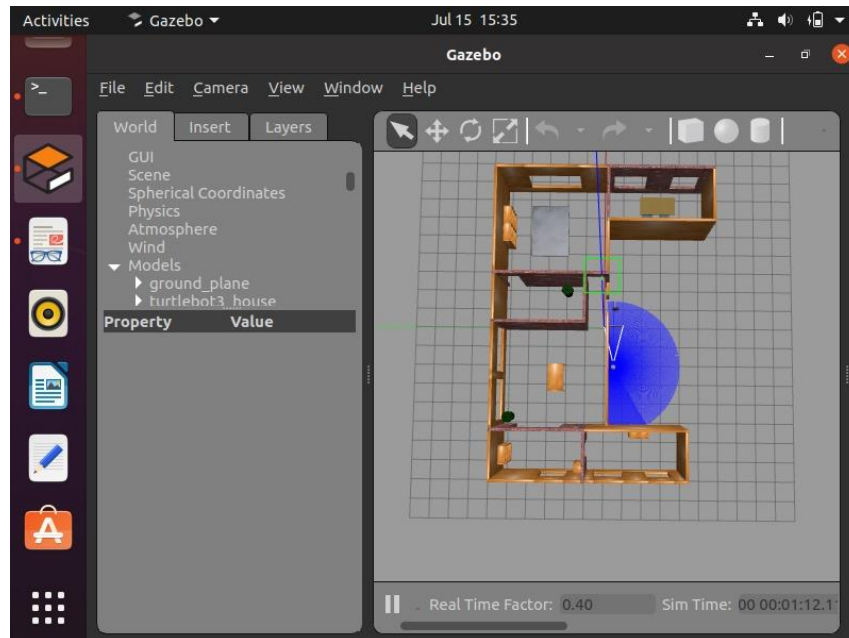 Activities Gazebo Jul 15 15:35
Gazebo
File Edit Camera View Window Help
World Insert Layers
GUI
Scene
Spherical Coordinates
Physics
Atmosphere
Wind
Models
ground_plane
turtlebot3_house
Property Value
Real Time Factor: 0.40 Sim Time: 00 00:01:12.1